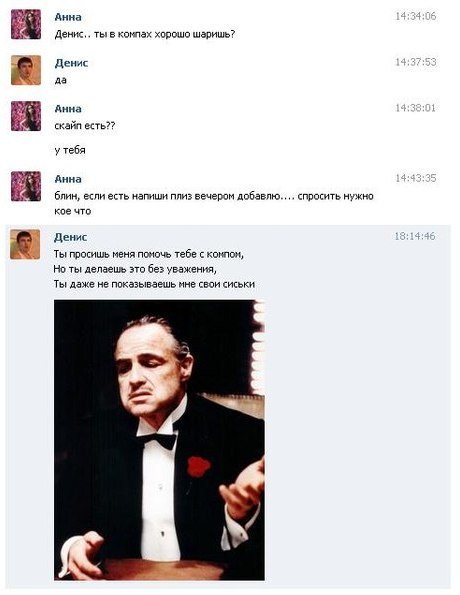 Анна 14:34:06
Денис.. ты в компах хорошо шаришь?
Денис 14:37:53
да
Анна 14:38:01
скайп есть??
у тебя
Анна 14:43:35
блин, если есть напиши плиз вечером добавлю.... спросить нужно
кое что
Денис 18:14:46
Ты просишь меня помочь тебе с компом,
Но ты делаешь это без уважения,
Ты даже не показываешь мне свои сиськи